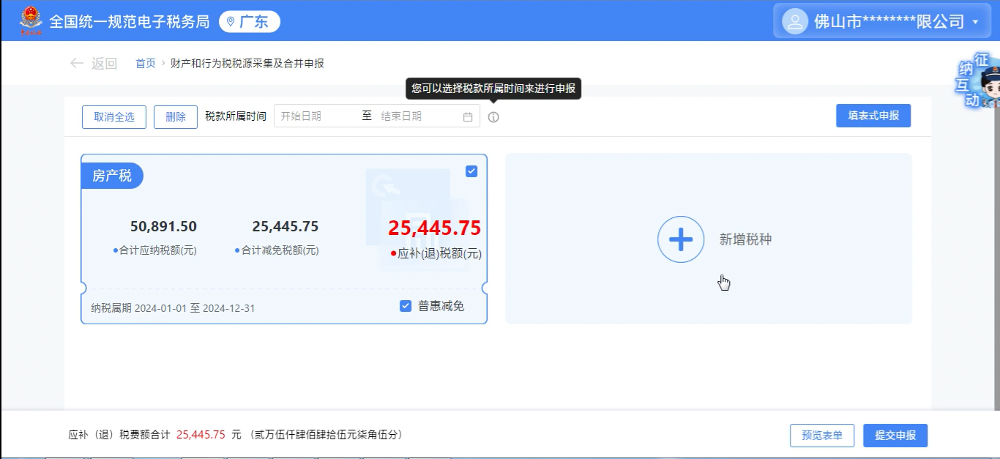 全国统一规范电子税务局
广东
佛山市********限公司
返回 首页 › 财产和行为税税源采集及合并申报
征纳互动
您可以选择税款所属时间来进行申报
取消全选 删除 税款所属时间 开始日期 至 结束日期 填表式申报
房产税
50,891.50 25,445.75 25,445.75
合计应纳税额(元) 合计减免税额(元) 应补(退)税额(元)
新增税种
纳税属期 2024-01-01 至 2024-12-31 普惠减免
应补（退）税费额合计 25,445.75 元 （贰万伍仟肆佰肆拾伍元柒角伍分） 预览表单 提交申报